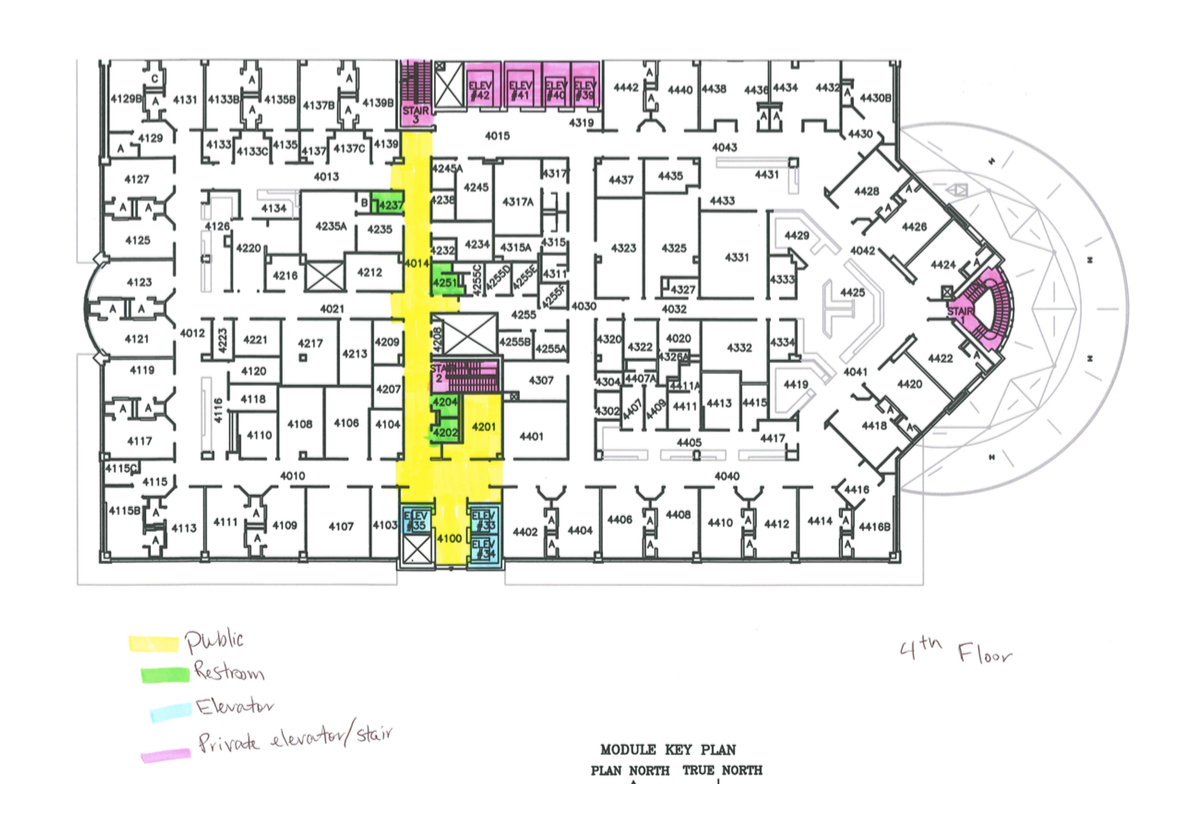 C A A
4129B A 4131 4133B A 4135B 4137B A 4139B STAIR 3 ELEV #42 ELEV #41 ELEV #40 ELEV #39 4442 A A 4440 4438 4436 4434 4432 A 4430B
A A
4129 A 4133 4133C 4135 4137 4137C 4139 4015 4319 4043 4430
4127 4013 4245A 4245 4317 4437 4435 4431 4428 A
A A 4126 4134 B 4237 4238 4317A 4433 A 4426
4125 4220 4235A 4235 4234 4315A 4315 4323 4325 4331 4429 4042
4123 4216 4212 4014 4232 4251 4255C 4255D 4255E 4311 4327 4333 4425 4424 A
A A 4021 4255F 4255 4030 4032 STAIR 1
4121 4012 4223 4221 4217 4213 4209 4208 4255B 4255A 4320 4322 4020 4326A 4332 4334 4041 4422 A
4119 4120 4207 STAIR 2 4307 4304 4407A 4411A 4419 4420
A A 4116 4118 4204 4302 4407 4409 4411 4413 4415 A
4117 4110 4108 4106 4104 4202 4201 4401 4405 4417 4418 A
4115C 4115 4010 4040 4416
4115B A 4113 4111 A 4109 4107 4103 ELEV #35 4100 ELEV #33 4402 A 4404 4406 A 4408 4410 A 4412 4414 A 4416B
A A ELEV #34 A A A A
Public
Restroom
Elevator
Private elevator/stair
4th Floor
MODULE KEY PLAN
PLAN NORTH TRUE NORTH